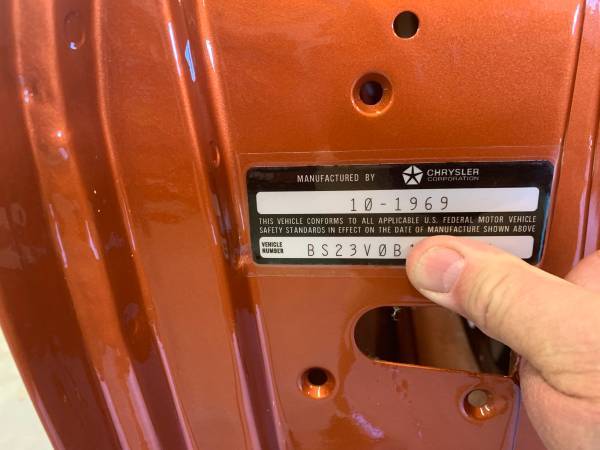 MANUFACTURED BY CHRYSLER CORPORATION
10-1969
THIS VEHICLE CONFORMS TO ALL APPLICABLE U.S. FEDERAL MOTOR VEHICLE
SAFETY STANDARDS IN EFFECT ON THE DATE OF MANUFACTURE SHOWN ABOVE
VEHICLE NUMBER BS23V0B